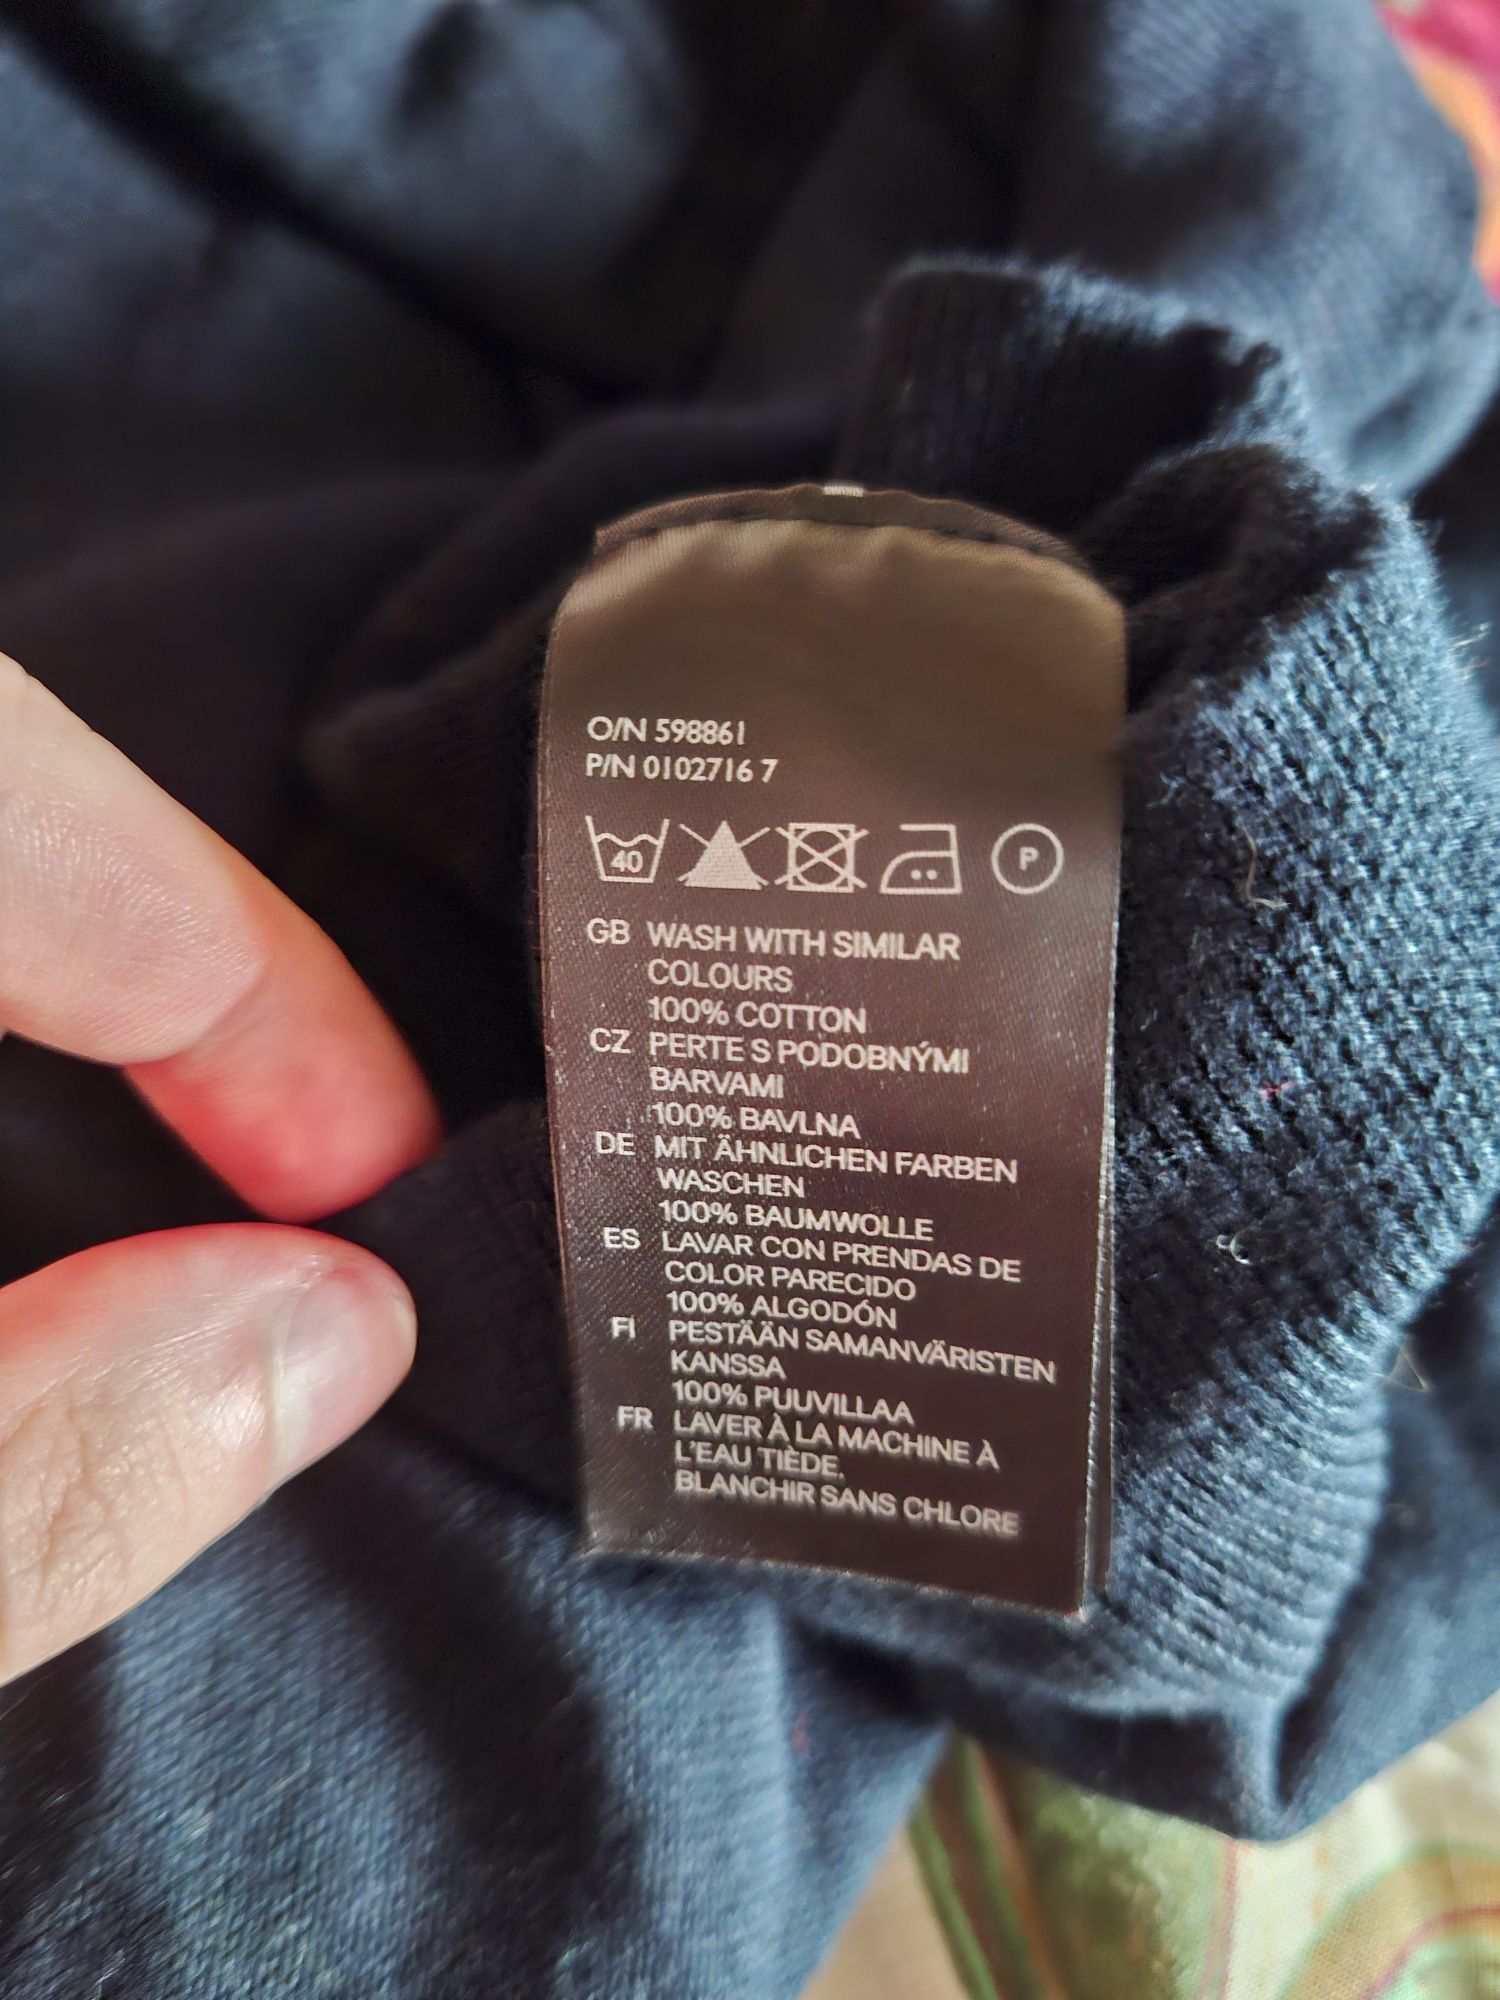 O/N 598861
P/N 0102716 7
40 P
GB WASH WITH SIMILAR
COLOURS
100% COTTON
CZ PERTE S PODOBNÝMI
BARVAMI
100% BAVLNA
DE MIT ÄHNLICHEN FARBEN
WASCHEN
100% BAUMWOLLE
ES LAVAR CON PRENDAS DE
COLOR PARECIDO
100% ALGODÓN
FI PESTÄÄN SAMANVÄRISTEN
KANSSA
100% PUUVILLAA
FR LAVER À LA MACHINE À
L'EAU TIÈDE.
BLANCHIR SANS CHLORE